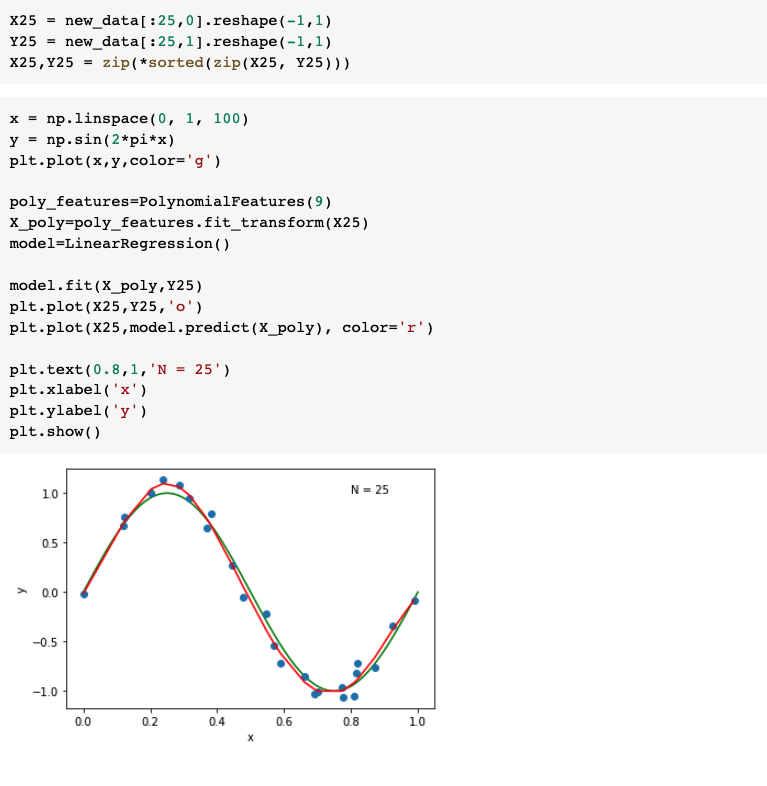 X25 = new_data[:25,0].reshape(-1,1)
Y25 = new_data[:25,1].reshape(-1,1)
X25,Y25 = zip(*sorted(zip(X25, Y25)))
x = np.linspace(0, 1, 100)
y = np.sin(2*pi*x)
plt.plot(x,y,color='g')
poly_features=PolynomialFeatures(9)
X_poly=poly_features.fit_transform(X25)
model=LinearRegression()
model.fit(X_poly,Y25)
plt.plot(X25,Y25,'o')
plt.plot(X25,model.predict(X_poly), color='r')
plt.text(0.8,1,'N = 25')
plt.xlabel('x')
plt.ylabel('y')
plt.show()
N = 25
1.0
0.5
0.0
−0.5
−1.0
y
0.0 0.2 0.4 0.6 0.8 1.0
x